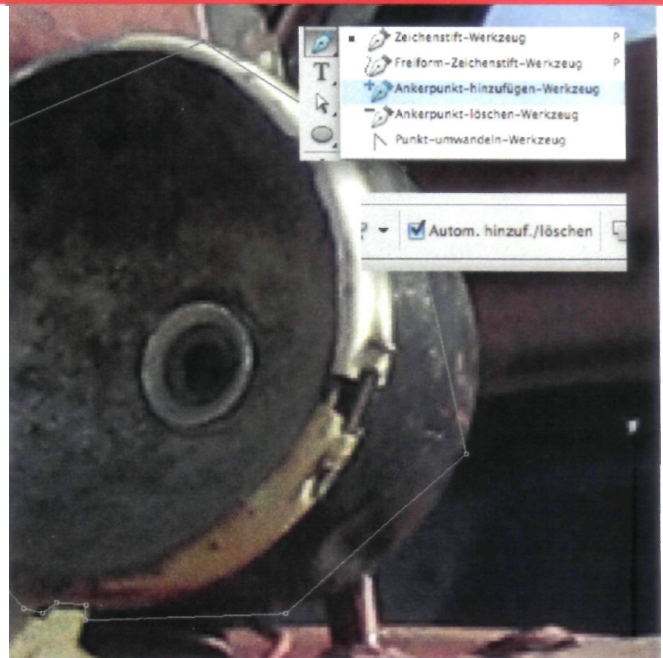 Zeichenstift-Werkzeug P
Freiform-Zeichenstift-Werkzeug P
Ankerpunkt-hinzufügen-Werkzeug
T
Ankerpunkt-löschen-Werkzeug
Punkt-umwandeln-Werkzeug
Autom. hinzuf./löschen